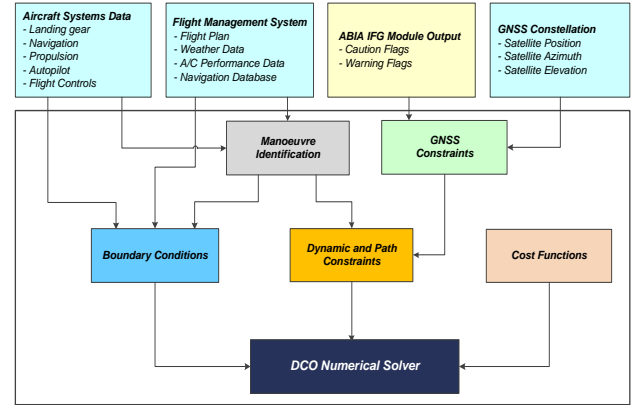 Aircraft Systems Data
- Landing gear
- Navigation
- Propulsion
- Autopilot
- Flight Controls
Flight Management System
- Flight Plan
- Weather Data
- A/C Performance Data
- Navigation Database
ABIA IFG Module Output
- Caution Flags
- Warning Flags
GNSS Constellation
- Satellite Position
- Satellite Azimuth
- Satellite Elevation
Manoeuvre
Identification
GNSS
Constraints
Boundary Conditions
Dynamic and Path
Constraints
Cost Functions
DCO Numerical Solver